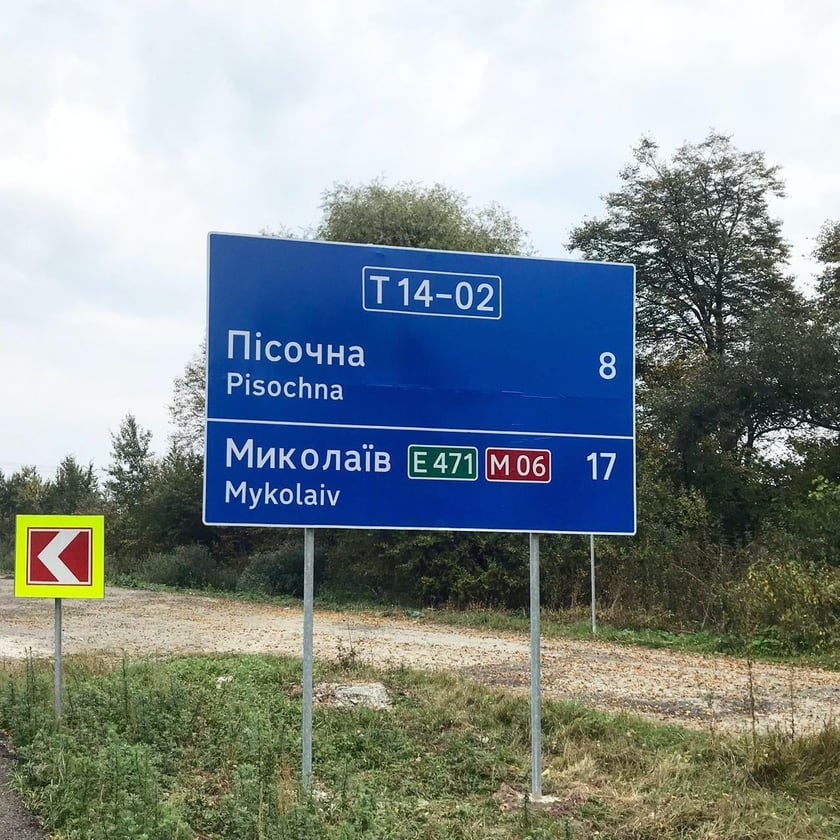 Т 14-02
Пісочна 8
Pisochna
Миколаїв E 471 М 06 17
Mykolaiv